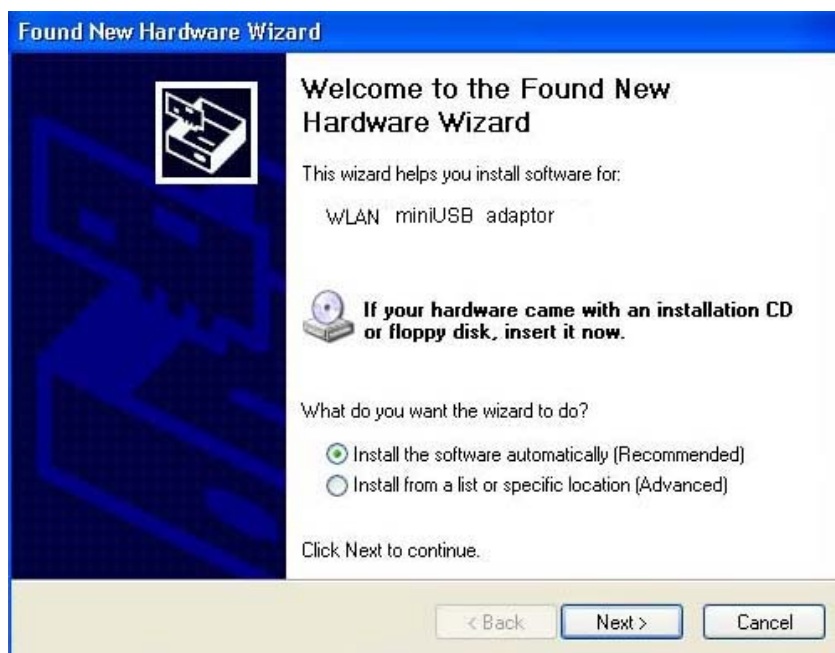 Found New Hardware Wizard
Welcome to the Found New
Hardware Wizard
This wizard helps you install software for:
WLAN miniUSB adaptor
If your hardware came with an installation CD
or floppy disk, insert it now.
What do you want the wizard to do?
Install the software automatically (Recommended)
Install from a list or specific location (Advanced)
Click Next to continue.
< Back Next > Cancel